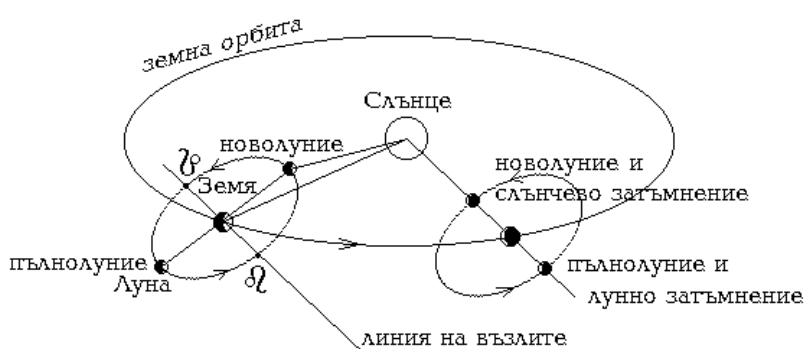 земна орбита
Слънце
новолуние
☋
Земя
пълнолуние
Луна
☊
линия на възлите
новолуние и
слънчево затъмнение
пълнолуние и
лунно затъмнение